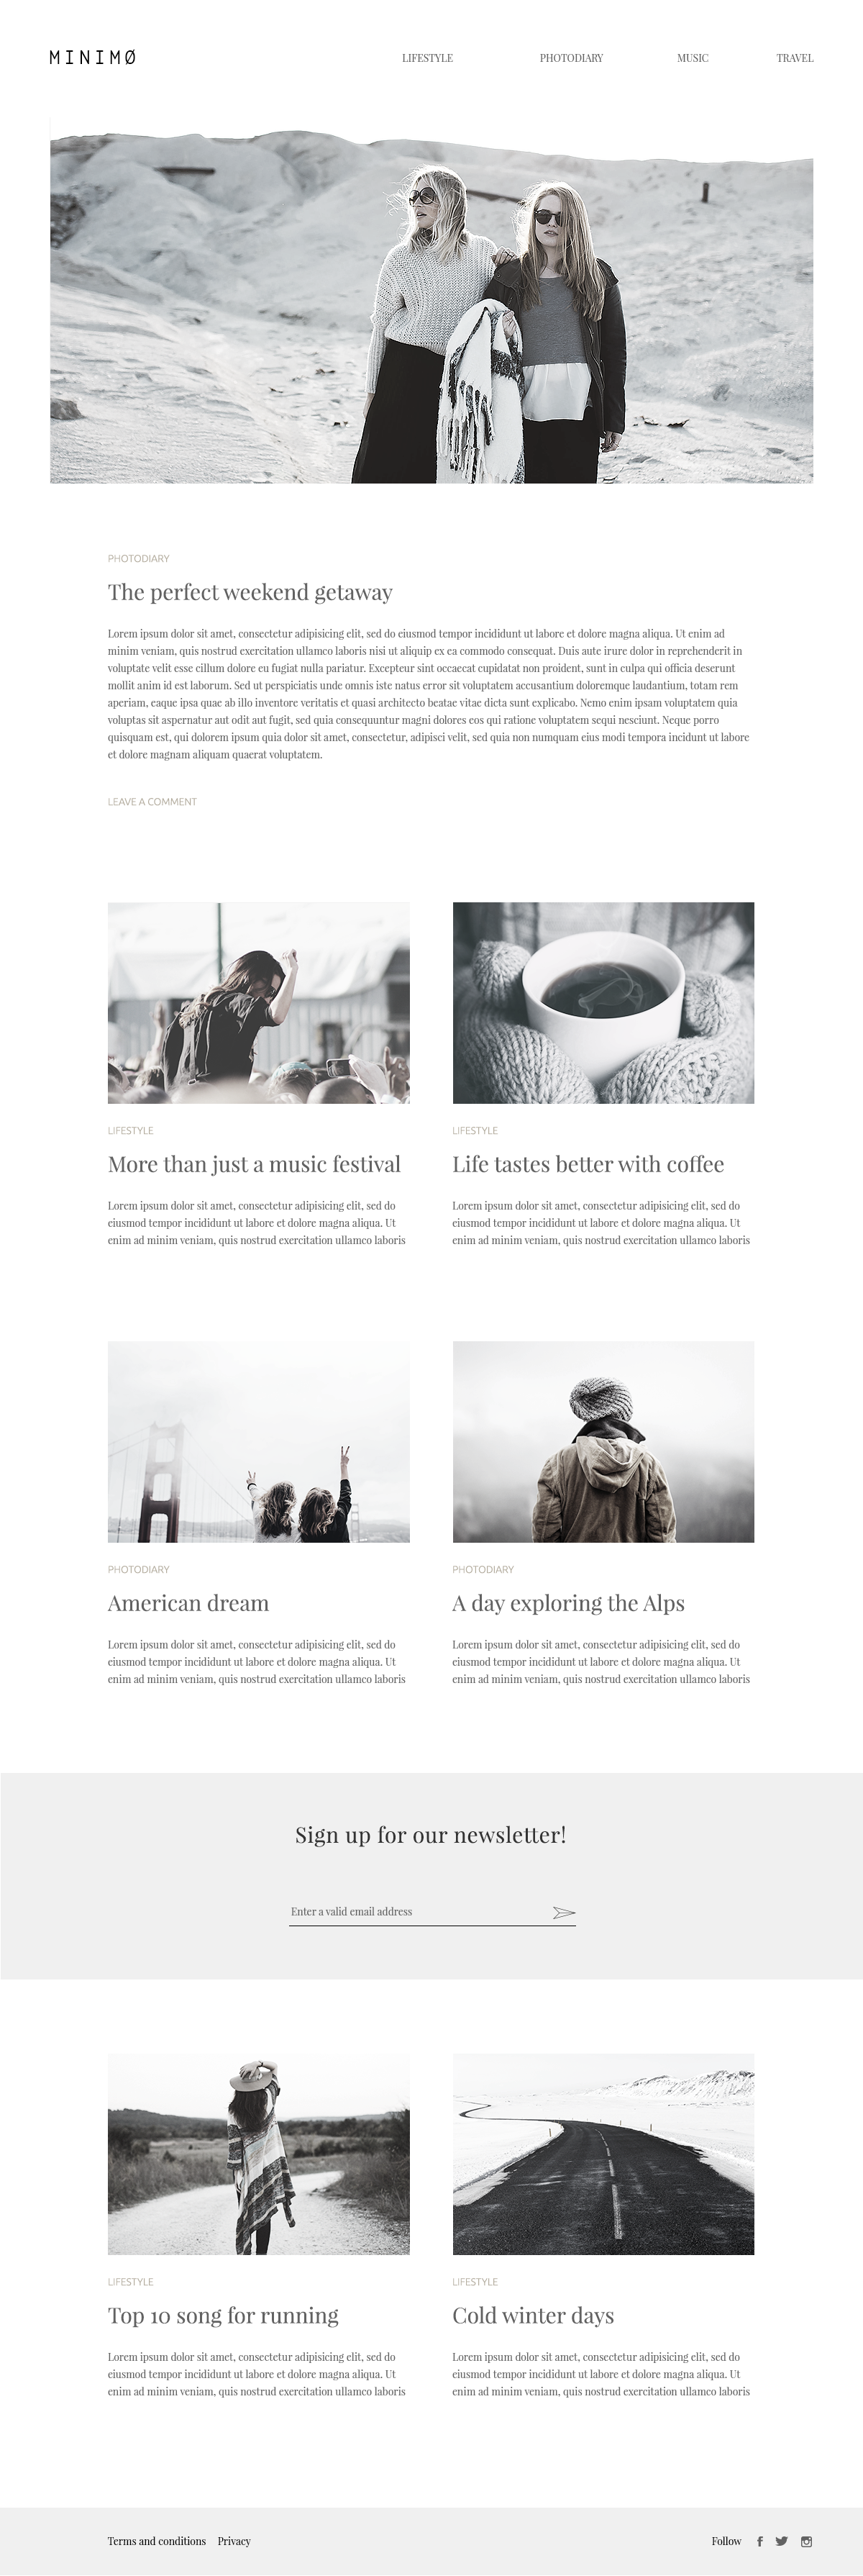 MINIMØ
LIFESTYLE PHOTODIARY MUSIC TRAVEL
PHOTODIARY
The perfect weekend getaway
Lorem ipsum dolor sit amet, consectetur adipisicing elit, sed do eiusmod tempor incididunt ut labore et dolore magna aliqua. Ut enim ad
minim veniam, quis nostrud exercitation ullamco laboris nisi ut aliquip ex ea commodo consequat. Duis aute irure dolor in reprehenderit in
voluptate velit esse cillum dolore eu fugiat nulla pariatur. Excepteur sint occaecat cupidatat non proident, sunt in culpa qui officia deserunt
mollit anim id est laborum. Sed ut perspiciatis unde omnis iste natus error sit voluptatem accusantium doloremque laudantium, totam rem
aperiam, eaque ipsa quae ab illo inventore veritatis et quasi architecto beatae vitae dicta sunt explicabo. Nemo enim ipsam voluptatem quia
voluptas sit aspernatur aut odit aut fugit, sed quia consequuntur magni dolores eos qui ratione voluptatem sequi nesciunt. Neque porro
quisquam est, qui dolorem ipsum quia dolor sit amet, consectetur, adipisci velit, sed quia non numquam eius modi tempora incidunt ut labore
et dolore magnam aliquam quaerat voluptatem.
LEAVE A COMMENT
LIFESTYLE
More than just a music festival
Lorem ipsum dolor sit amet, consectetur adipisicing elit, sed do
eiusmod tempor incididunt ut labore et dolore magna aliqua. Ut
enim ad minim veniam, quis nostrud exercitation ullamco laboris
LIFESTYLE
Life tastes better with coffee
Lorem ipsum dolor sit amet, consectetur adipisicing elit, sed do
eiusmod tempor incididunt ut labore et dolore magna aliqua. Ut
enim ad minim veniam, quis nostrud exercitation ullamco laboris
PHOTODIARY
American dream
Lorem ipsum dolor sit amet, consectetur adipisicing elit, sed do
eiusmod tempor incididunt ut labore et dolore magna aliqua. Ut
enim ad minim veniam, quis nostrud exercitation ullamco laboris
PHOTODIARY
A day exploring the Alps
Lorem ipsum dolor sit amet, consectetur adipisicing elit, sed do
eiusmod tempor incididunt ut labore et dolore magna aliqua. Ut
enim ad minim veniam, quis nostrud exercitation ullamco laboris
Sign up for our newsletter!
Enter a valid email address
LIFESTYLE
Top 10 song for running
Lorem ipsum dolor sit amet, consectetur adipisicing elit, sed do
eiusmod tempor incididunt ut labore et dolore magna aliqua. Ut
enim ad minim veniam, quis nostrud exercitation ullamco laboris
LIFESTYLE
Cold winter days
Lorem ipsum dolor sit amet, consectetur adipisicing elit, sed do
eiusmod tempor incididunt ut labore et dolore magna aliqua. Ut
enim ad minim veniam, quis nostrud exercitation ullamco laboris
Terms and conditions Privacy Follow